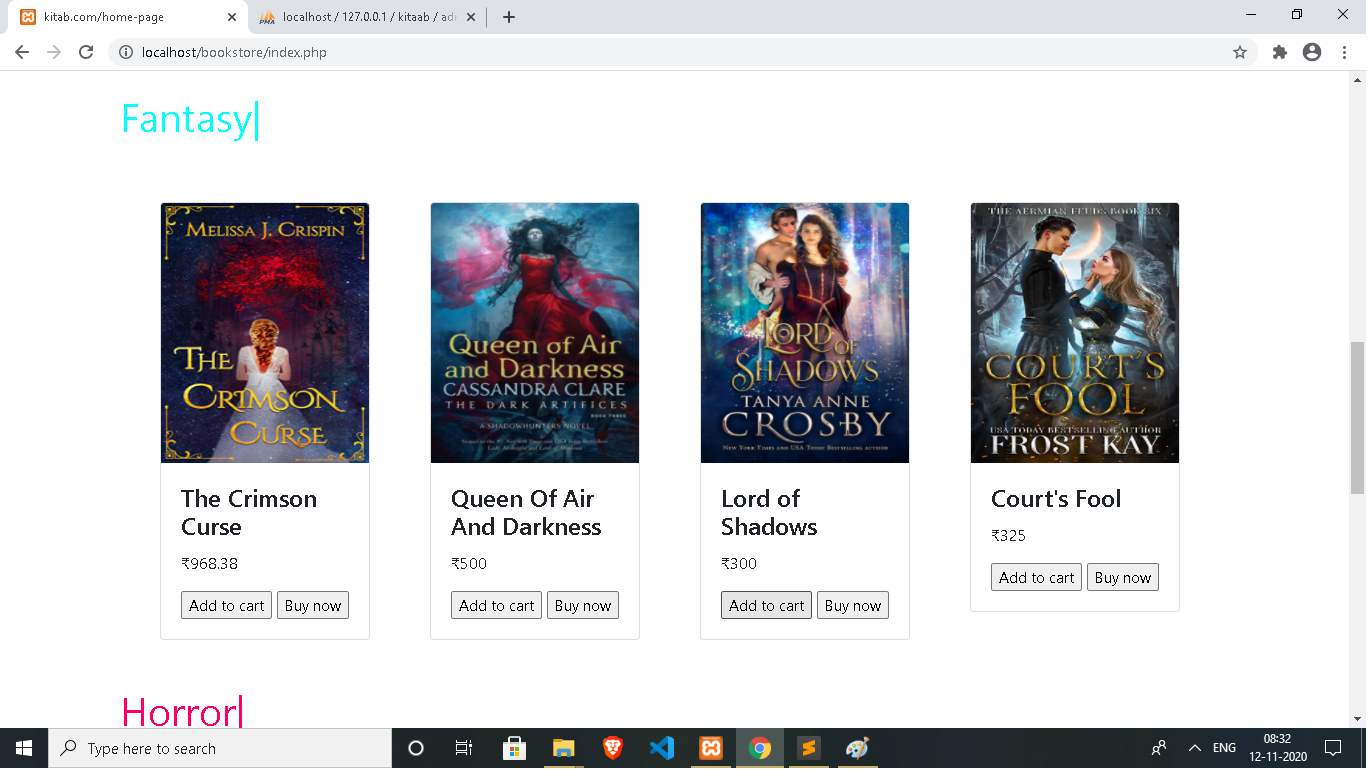 kitab.com/home-page
localhost / 127.0.0.1 / kitaab / adm
localhost/bookstore/index.php
Fantasy|
MELISSA J. CRISPIN
THE
CRIMSON
CURSE
Queen of Air
and Darkness
CASSANDRA CLARE
THE DARK ARTIFICES
BOOK THREE
A SHADOWHUNTERS NOVEL
LORD OF
SHADOWS
TANYA ANNE
CROSBY
NEW YORK TIMES AND USA TODAY BESTSELLING AUTHOR
THE AERMIAN FEUDS BOOK SIX
COURT'S
FOOL
USA TODAY BESTSELLING AUTHOR
FROST KAY
The Crimson
Curse
₹968.38
Add to cart
Buy now
Queen Of Air
And Darkness
₹500
Add to cart
Buy now
Lord of
Shadows
₹300
Add to cart
Buy now
Court's Fool
₹325
Add to cart
Buy now
Horror|
Type here to search
ENG
08:32
12-11-2020